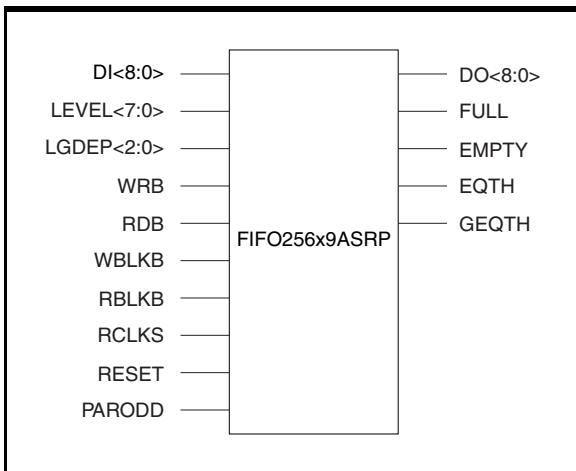 DI<8:0>
LEVEL<7:0>
LGDEP<2:0>
WRB
RDB
WBLKB
RBLKB
RCLKS
RESET
PARODD
FIFO256x9ASRP
DO<8:0>
FULL
EMPTY
EQTH
GEQTH